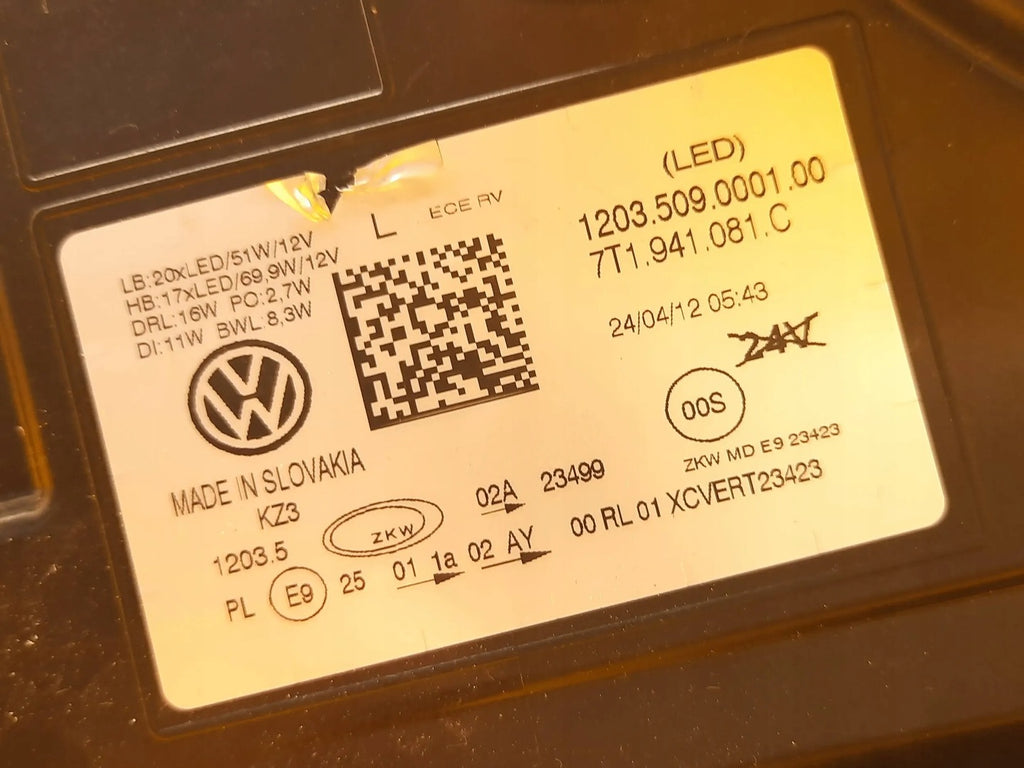 L ECE RV
LB:20xLED/51W/12V
HB:17xLED/69,9W/12V
DRL:16W PO:2,7W
DI:11W BWL:8,3W
(LED)
1203.509.0001.00
7T1.941.081.C
24/04/12 05:43
24V
00S
ZKW MD E9 23423
MADE IN SLOVAKIA
KZ3
1203.5 ZKW 02A 23499
PL E9 25 01 1a 02 AY 00 RL 01 XCVERT23423